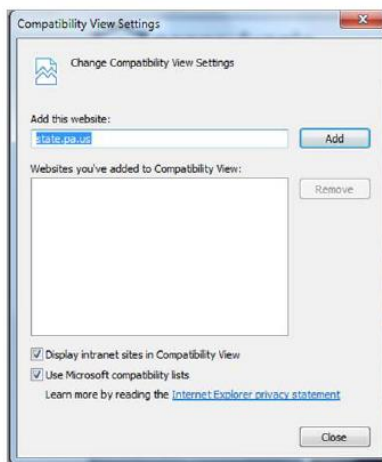 Compatibility View Settings
Change Compatibility View Settings
Add this website:
state.pa.us
Add
Websites you've added to Compatibility View:
Remove
Display intranet sites in Compatibility View
Use Microsoft compatibility lists
Learn more by reading the Internet Explorer privacy statement
Close